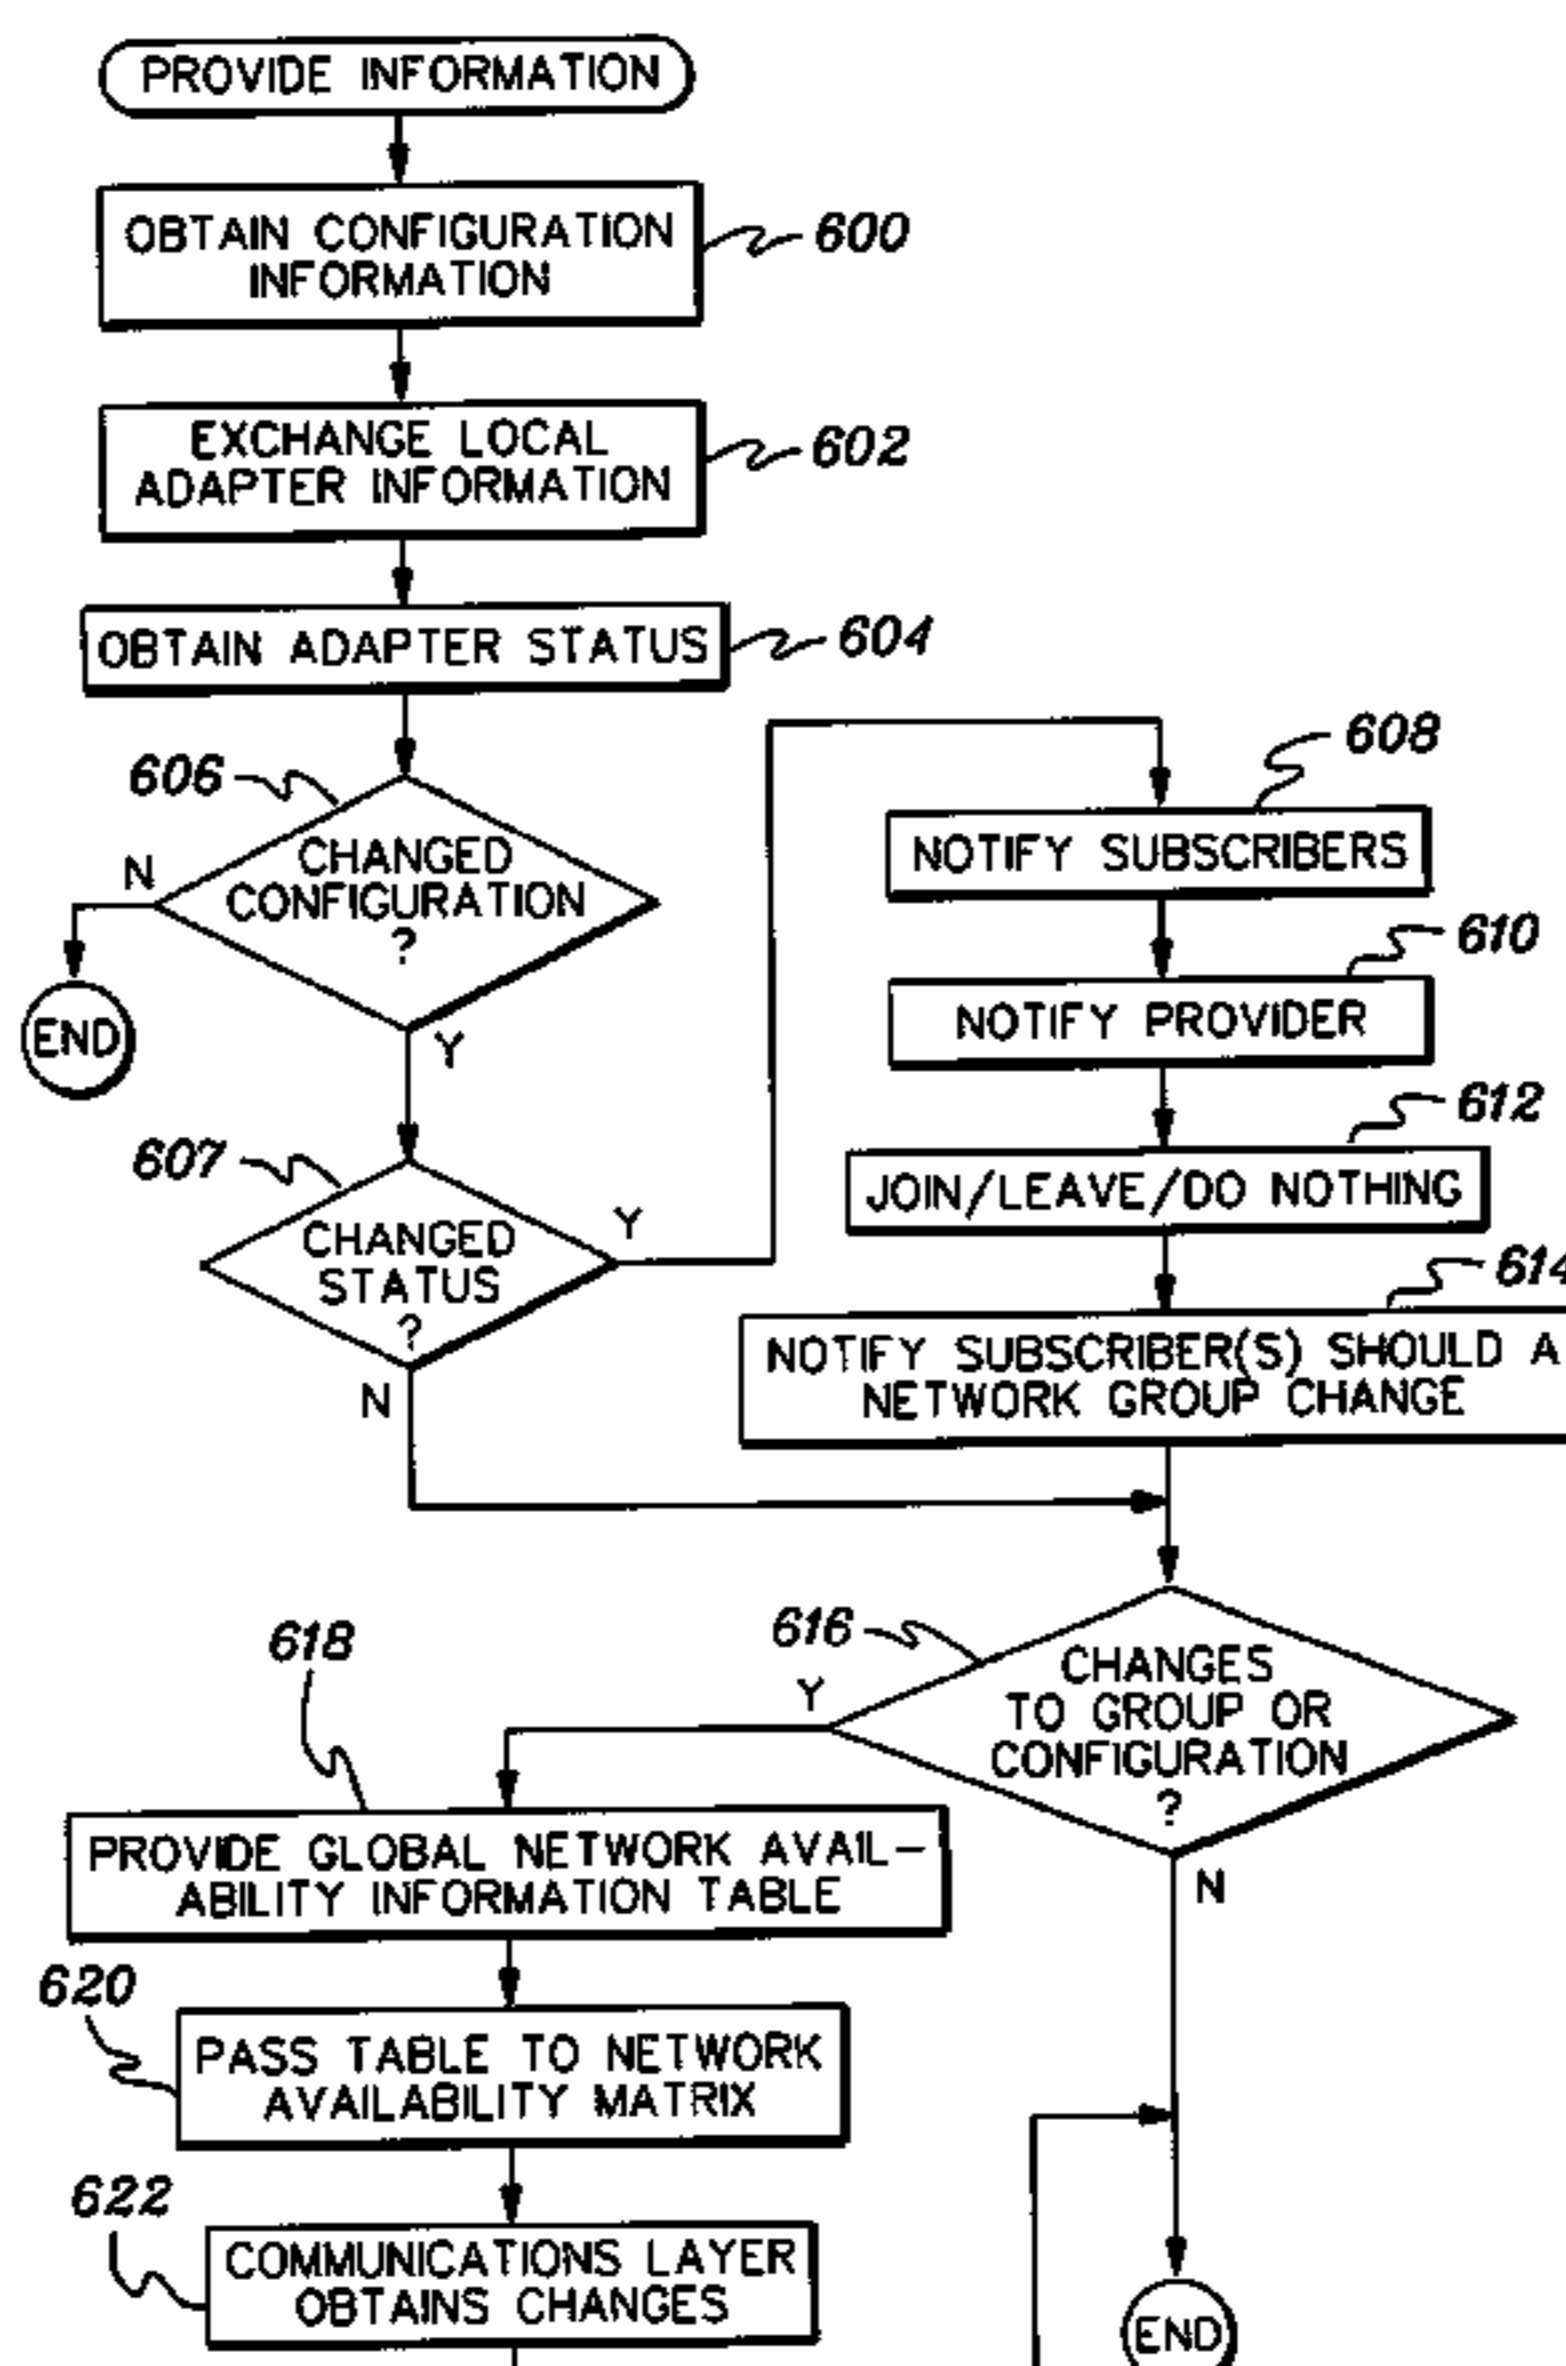 PROVIDE INFORMATION
OBTAIN CONFIGURATION
INFORMATION
600
EXCHANGE LOCAL
ADAPTER INFORMATION
602
OBTAIN ADAPTER STATUS
604
606
N
CHANGED
CONFIGURATION
?
END
Y
607
CHANGED
STATUS
?
Y
N
608
NOTIFY SUBSCRIBERS
610
NOTIFY PROVIDER
612
JOIN/LEAVE/DO NOTHING
614
NOTIFY SUBSCRIBER(S) SHOULD A
NETWORK GROUP CHANGE
616
Y
CHANGES
TO GROUP OR
CONFIGURATION
?
N
618
PROVIDE GLOBAL NETWORK AVAIL-
ABILITY INFORMATION TABLE
620
PASS TABLE TO NETWORK
AVAILABILITY MATRIX
622
COMMUNICATIONS LAYER
OBTAINS CHANGES
END